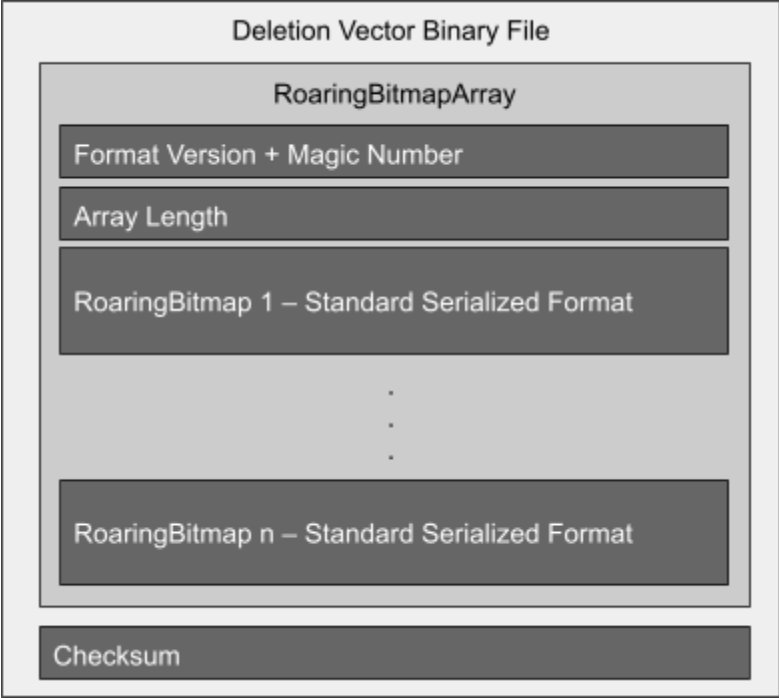 Deletion Vector Binary File
RoaringBitmapArray
Format Version + Magic Number
Array Length
RoaringBitmap 1 – Standard Serialized Format
.
.
.
RoaringBitmap n – Standard Serialized Format
Checksum